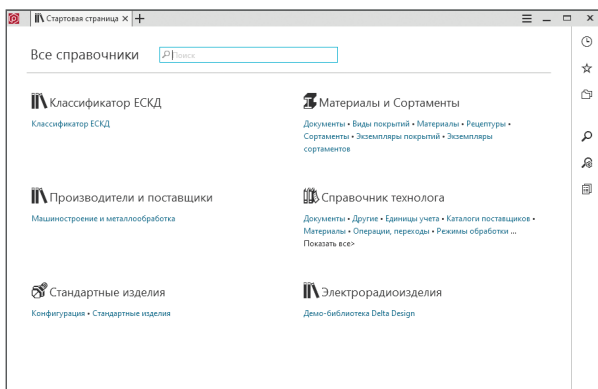 Стартовая страница
Все справочники
Поиск
Классификатор ЕСКД
Классификатор ЕСКД
Материалы и Сортаменты
Документы • Виды покрытий • Материалы • Рецептуры •
Сортаменты • Экземпляры покрытий • Экземпляры
сортаментов
Производители и поставщики
Машиностроение и металлообработка
Справочник технолога
Документы • Другие • Единицы учета • Каталоги поставщиков •
Материалы • Операции, переходы • Режимы обработки ...
Показать все>
Стандартные изделия
Конфигурация • Стандартные изделия
Электрорадиоизделия
Демо-библиотека Delta Design